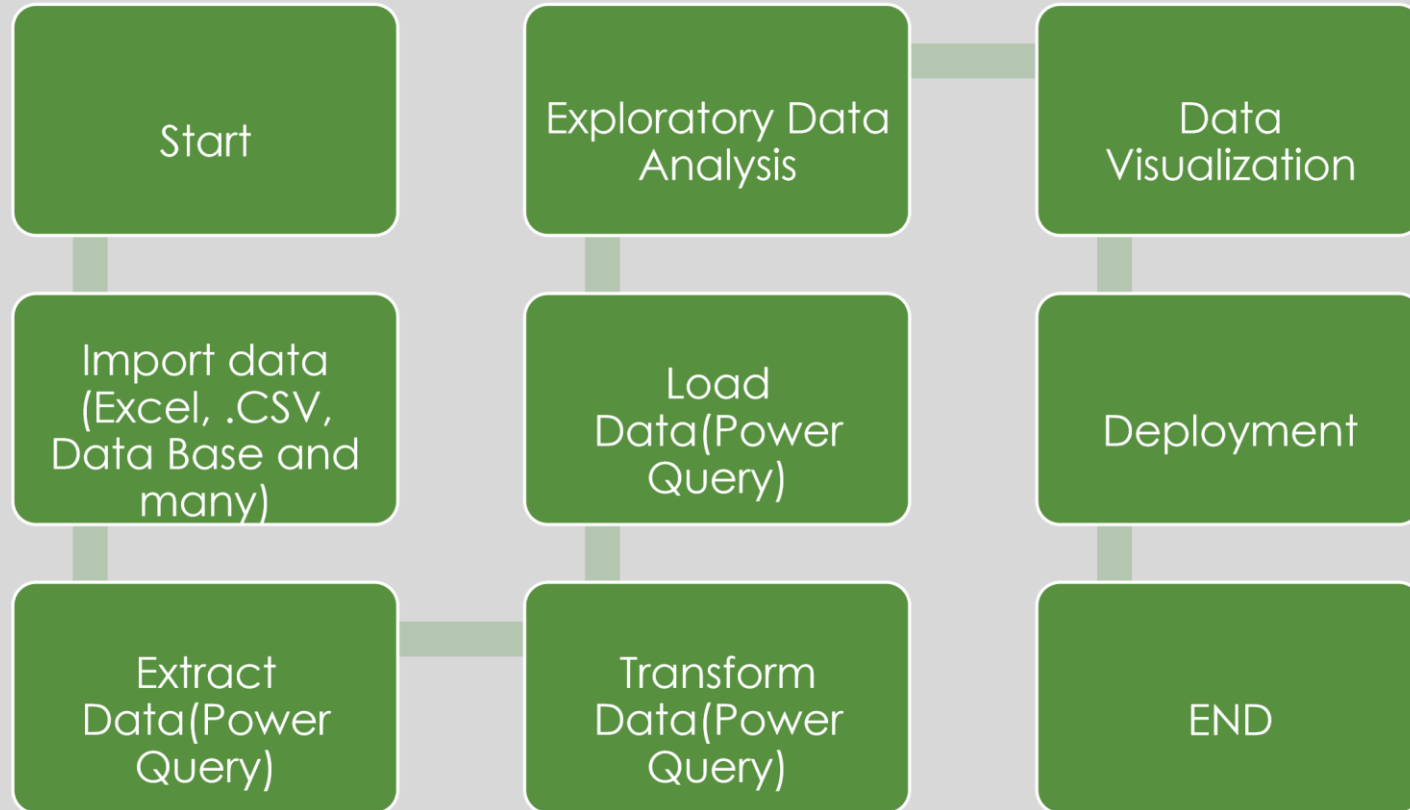 Start
Import data
(Excel, .CSV,
Data Base and
many)
Extract
Data(Power
Query)
Transform
Data(Power
Query)
Load
Data(Power
Query)
Exploratory Data
Analysis
Data
Visualization
Deployment
END